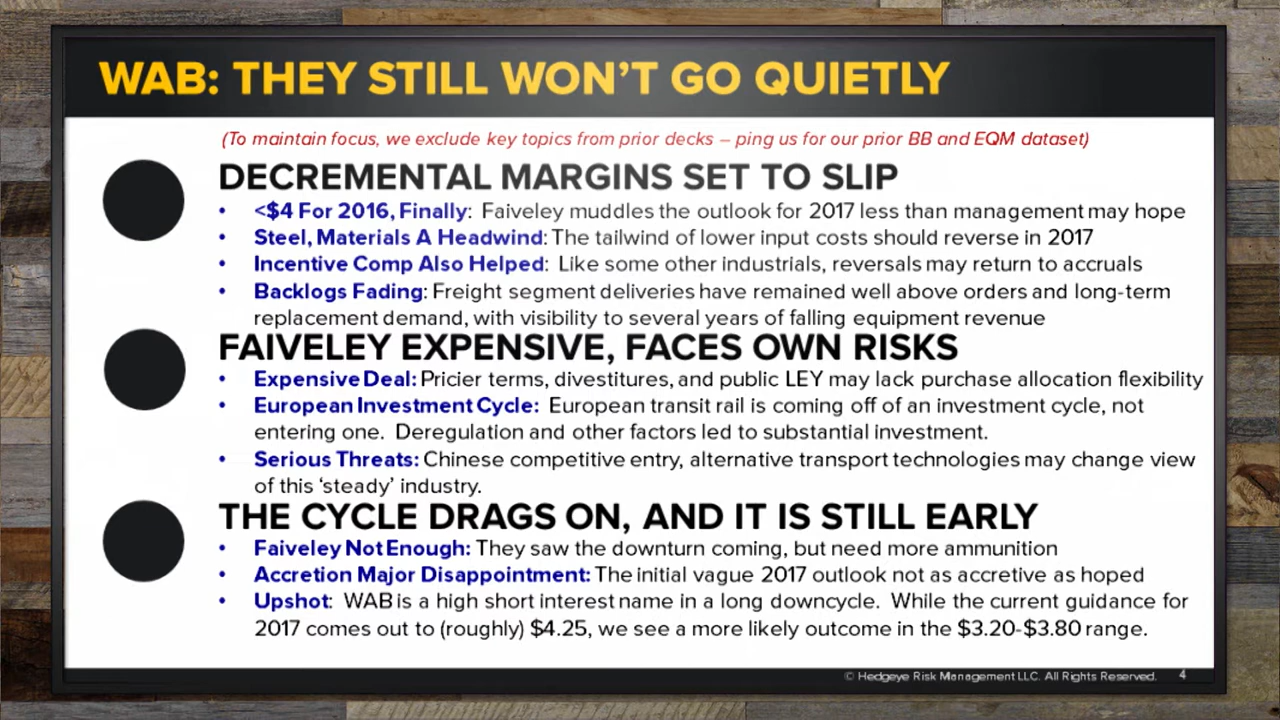 WAB: THEY STILL WON'T GO QUIETLY
(To maintain focus, we exclude key topics from prior decks – ping us for our prior BB and EQM dataset)
DECREMENTAL MARGINS SET TO SLIP
• <$4 For 2016, Finally: Faiveley muddles the outlook for 2017 less than management may hope
• Steel, Materials A Headwind: The tailwind of lower input costs should reverse in 2017
• Incentive Comp Also Helped: Like some other industrials, reversals may return to accruals
• Backlogs Fading: Freight segment deliveries have remained well above orders and long-term
replacement demand, with visibility to several years of falling equipment revenue
FAIVELEY EXPENSIVE, FACES OWN RISKS
• Expensive Deal: Pricier terms, divestitures, and public LEY may lack purchase allocation flexibility
• European Investment Cycle: European transit rail is coming off of an investment cycle, not
entering one. Deregulation and other factors led to substantial investment.
• Serious Threats: Chinese competitive entry, alternative transport technologies may change view
of this 'steady' industry.
THE CYCLE DRAGS ON, AND IT IS STILL EARLY
• Faiveley Not Enough: They saw the downturn coming, but need more ammunition
• Accretion Major Disappointment: The initial vague 2017 outlook not as accretive as hoped
• Upshot: WAB is a high short interest name in a long downcycle. While the current guidance for
2017 comes out to (roughly) $4.25, we see a more likely outcome in the $3.20-$3.80 range.
© Hedgeye Risk Management LLC. All Rights Reserved. 4